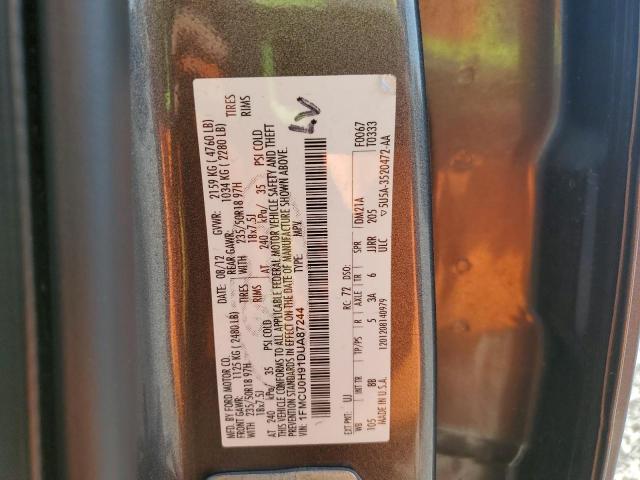 MFD. BY FORD MOTOR CO.
DATE: 08/12 GVWR: 2159 KG ( 4760 LB)
FRONT GAWR: 1125 KG ( 2480 LB) REAR GAWR: 1034 KG ( 2280 LB)
WITH 235/50R18 97H TIRES WITH 235/50R18 97H TIRES
18x7.5J RIMS 18x7.5J RIMS
AT 240 kPa/ 35 PSI COLD AT 240 kPa/ 35 PSI COLD
THIS VEHICLE CONFORMS TO ALL APPLICABLE FEDERAL MOTOR VEHICLE SAFETY AND THEFT
PREVENTION STANDARDS IN EFFECT ON THE DATE OF MANUFACTURE SHOWN ABOVE.
VIN: 1FMCU0H91DUA87244 TYPE: MPV
LV
F0067
T0333
EXT PNT: UJ RC: 72 DSO:
WB INT TR TP/PS R AXLE TR SPR DM21A
105 BB 5 3A 6 JJRR 205
MADE IN U.S.A. 1201208140979 ULC 5U5A-3520472-AA